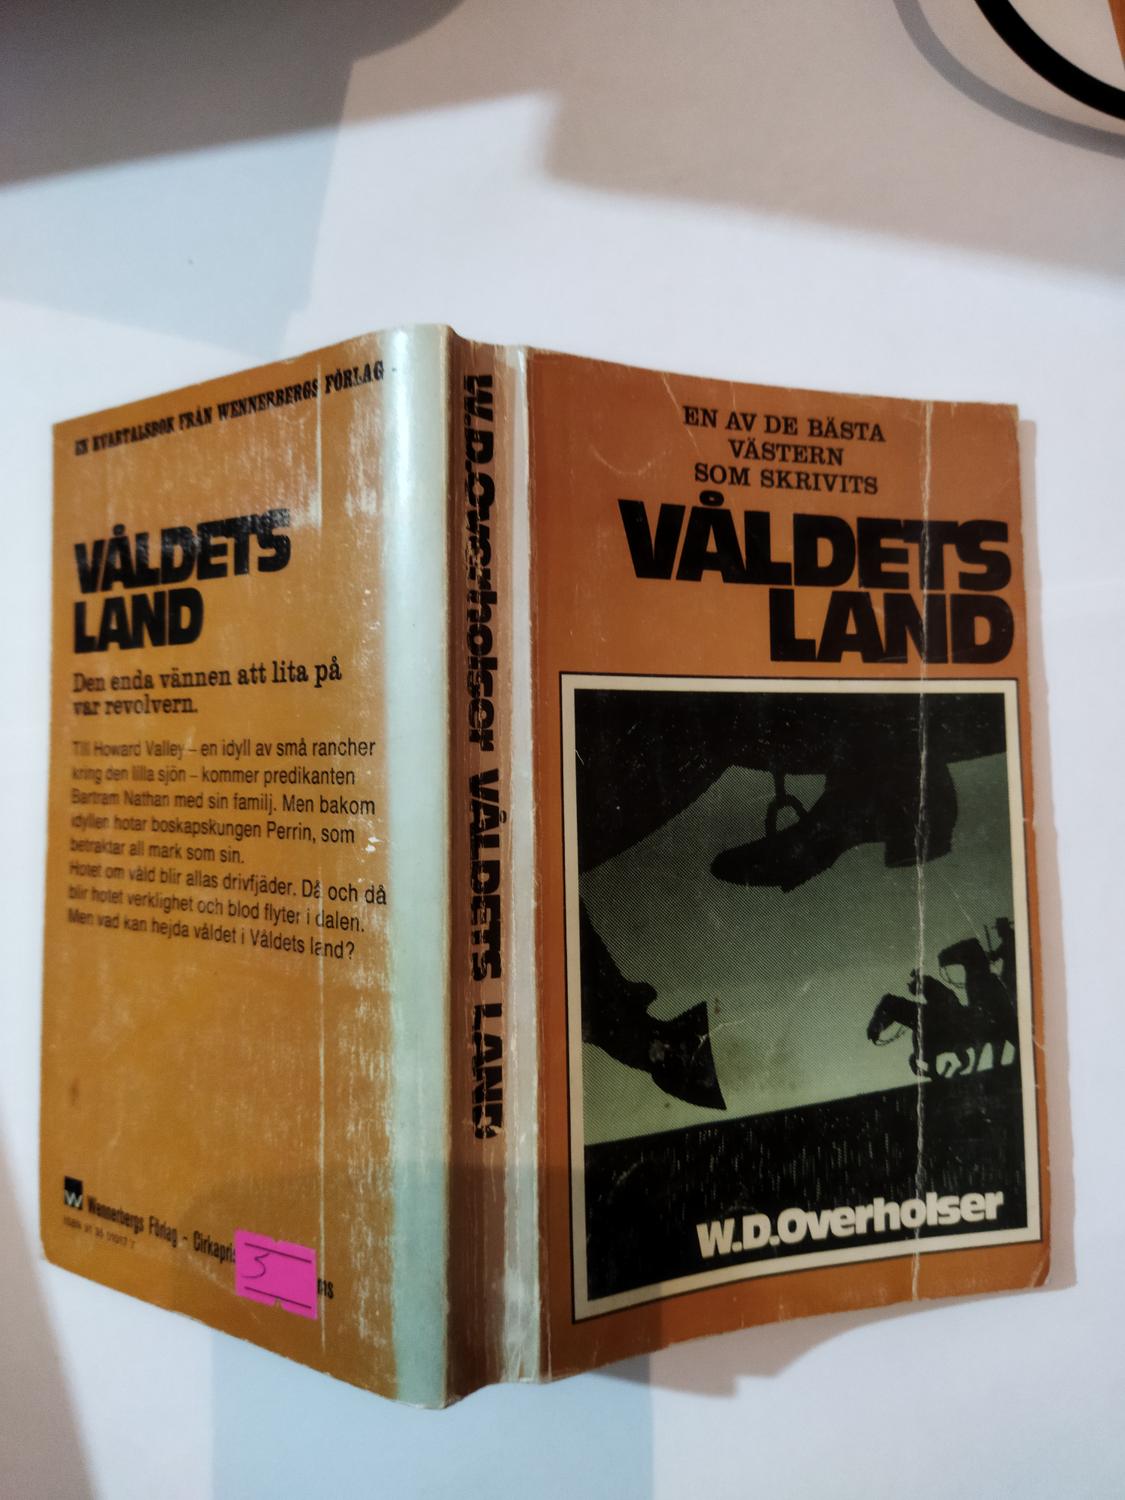 EN KVARTALSBOK FRÅN WENNERBERGS FÖRLAG
VÅLDETS
LAND
Den enda vännen att lita på
var revolvern.
Till Howard Valley – en idyll av små rancher
kring den lilla sjön – kommer predikanten
Bartram Nathan med sin familj. Men bakom
idyllen hotar boskapskungen Perrin, som
betraktar all mark som sin.
Hotet om våld blir allas drivfjäder. Då och då
blir hotet verklighet och blod flyter i dalen.
Men vad kan hejda våldet i Våldets land?
W Wennerbergs Förlag - Cirkapris
3
W.D.Overholser VÅLDETS LAND
EN AV DE BÄSTA
VÄSTERN
SOM SKRIVITS
VÅLDETS
LAND
W.D.Overholser